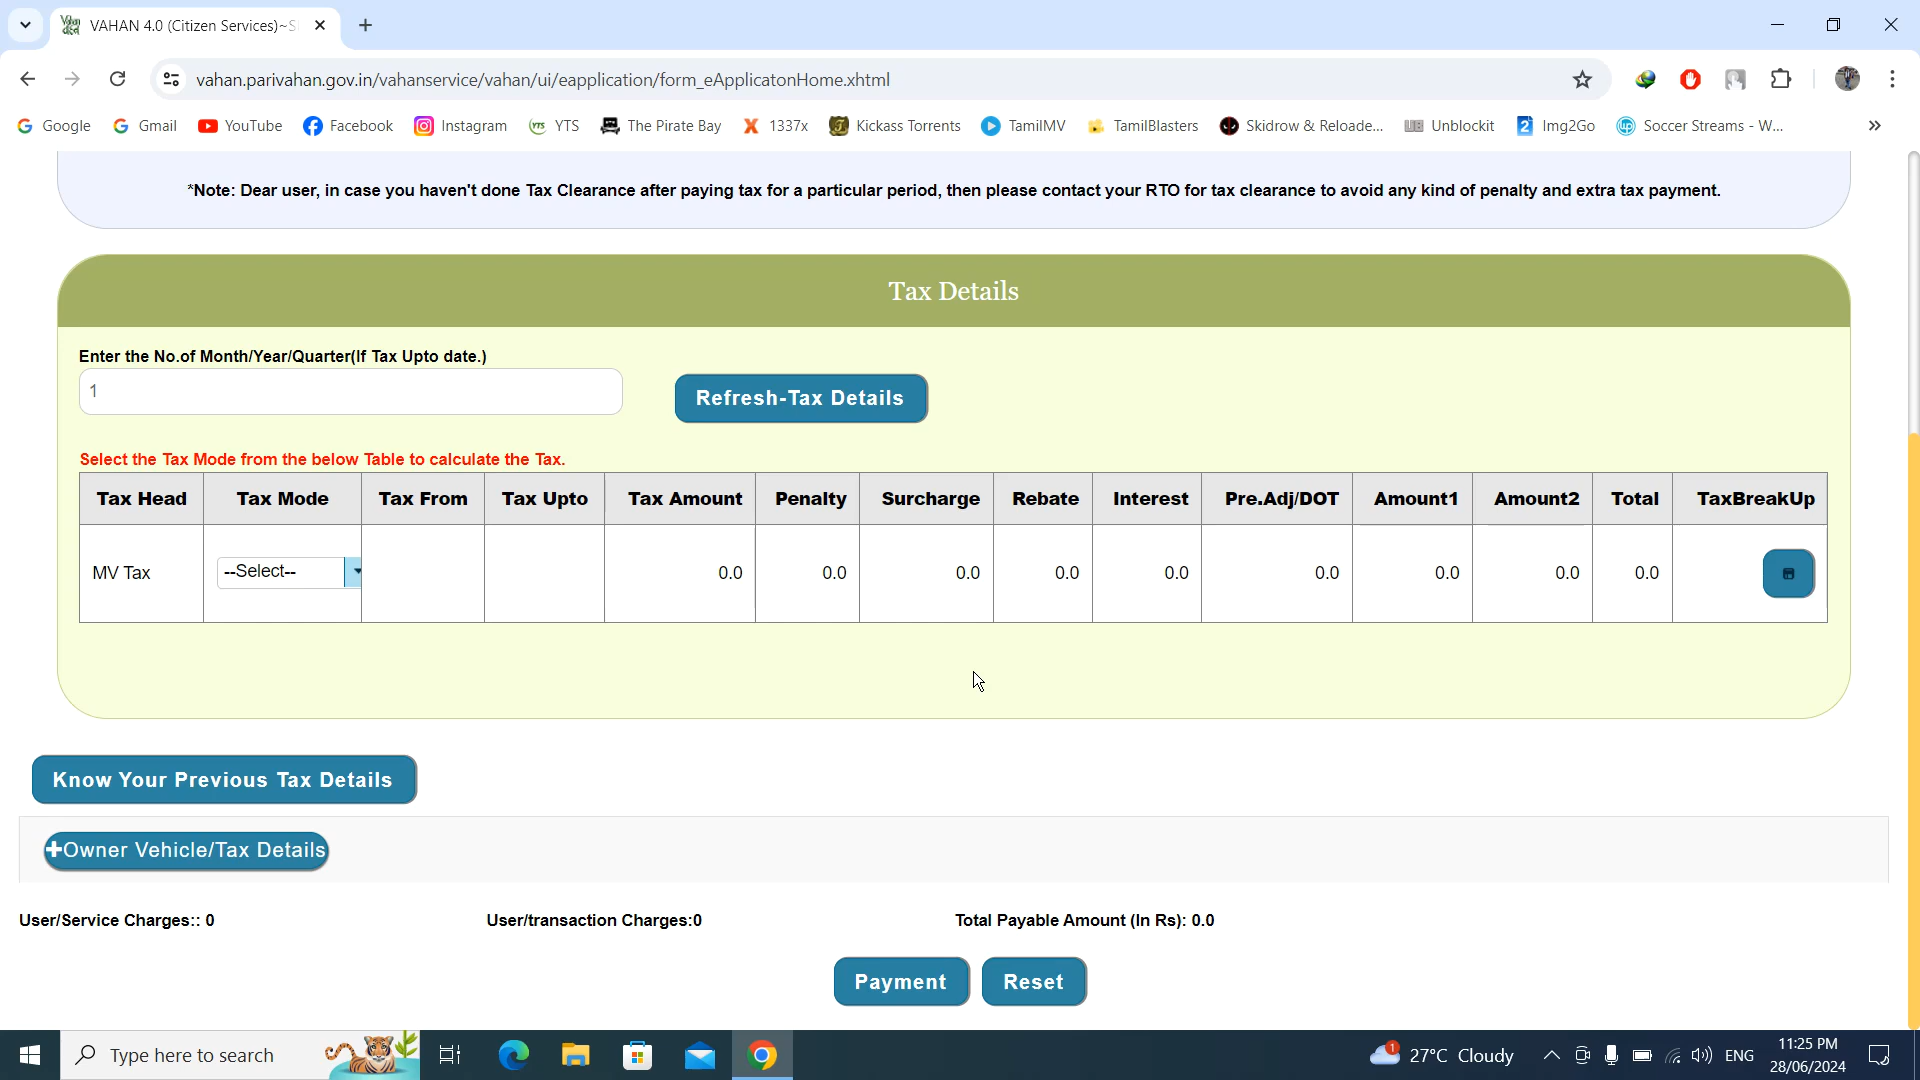 VAHAN 4.0 (Citizen Services)~S
vahan.parivahan.gov.in/vahanservice/vahan/ui/eapplication/form_eApplicatonHome.xhtml
Google Gmail YouTube Facebook Instagram YTS The Pirate Bay 1337x Kickass Torrents TamilMV TamilBlasters Skidrow & Reloade... Unblockit Img2Go Soccer Streams - W...
*Note: Dear user, in case you haven't done Tax Clearance after paying tax for a particular period, then please contact your RTO for tax clearance to avoid any kind of penalty and extra tax payment.
Tax Details
Enter the No.of Month/Year/Quarter(If Tax Upto date.)
1
Refresh-Tax Details
Select the Tax Mode from the below Table to calculate the Tax.
Tax Head Tax Mode Tax From Tax Upto Tax Amount Penalty Surcharge Rebate Interest Pre.Adj/DOT Amount1 Amount2 Total TaxBreakUp
MV Tax --Select-- 0.0 0.0 0.0 0.0 0.0 0.0 0.0 0.0 0.0
Know Your Previous Tax Details
+Owner Vehicle/Tax Details
User/Service Charges:: 0 User/transaction Charges:0 Total Payable Amount (In Rs): 0.0
Payment Reset
Type here to search
1 27°C Cloudy ENG 11:25 PM
28/06/2024